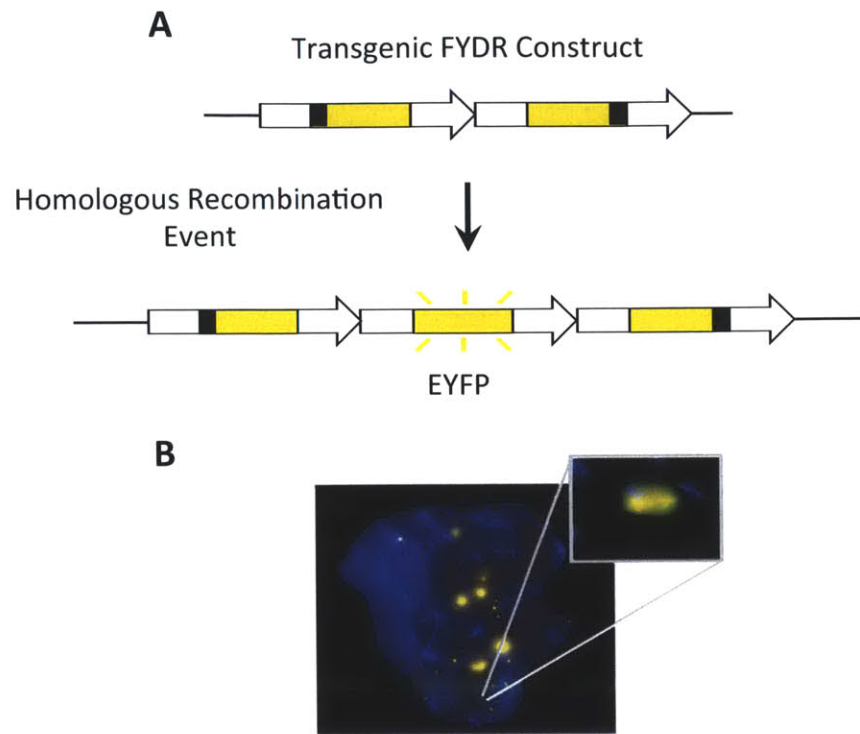 A
Transgenic FYDR Construct
Homologous Recombination
Event
EYFP
B